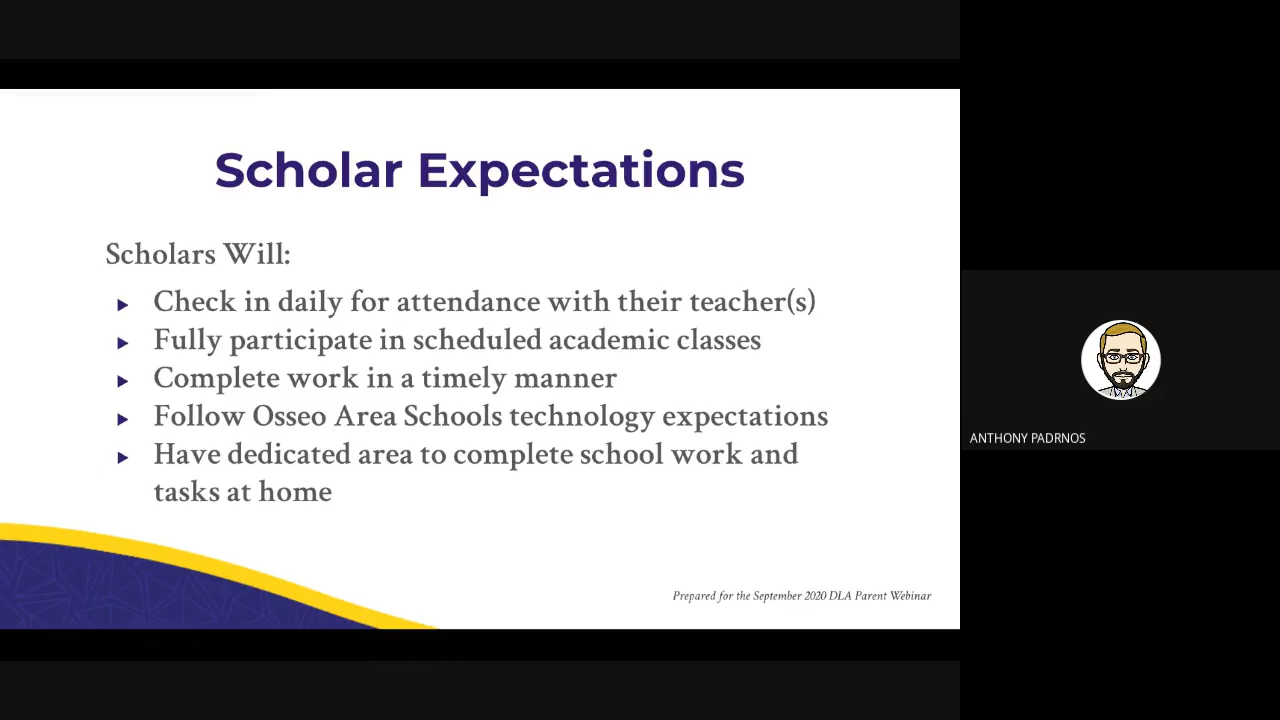 Scholar Expectations
Scholars Will:
Check in daily for attendance with their teacher(s)
Fully participate in scheduled academic classes
Complete work in a timely manner
Follow Osseo Area Schools technology expectations
Have dedicated area to complete school work and
tasks at home
Prepared for the September 2020 DLA Parent Webinar
ANTHONY PADRNOS